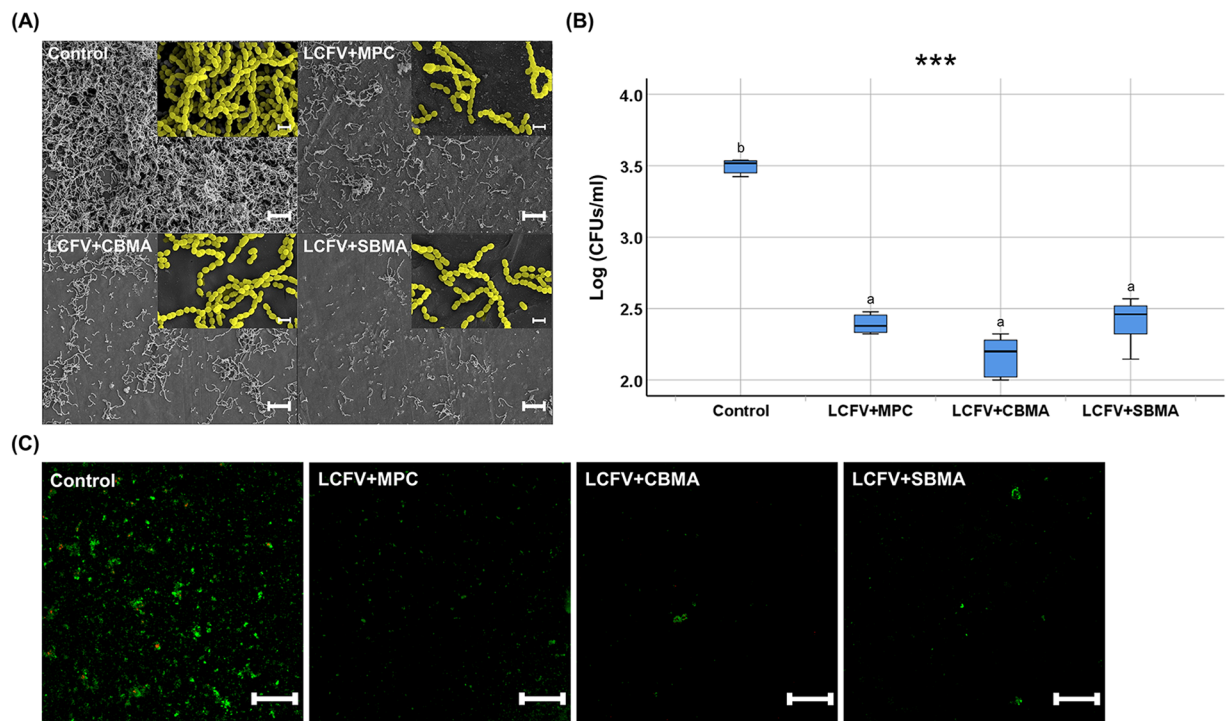 (A)
Control
LCFV+MPC
LCFV+CBMA
LCFV+SBMA
(B)
***
Log (CFUs/ml)
4.0
3.5
3.0
2.5
2.0
b
a
a
a
Control
LCFV+MPC
LCFV+CBMA
LCFV+SBMA
(C)
Control
LCFV+MPC
LCFV+CBMA
LCFV+SBMA